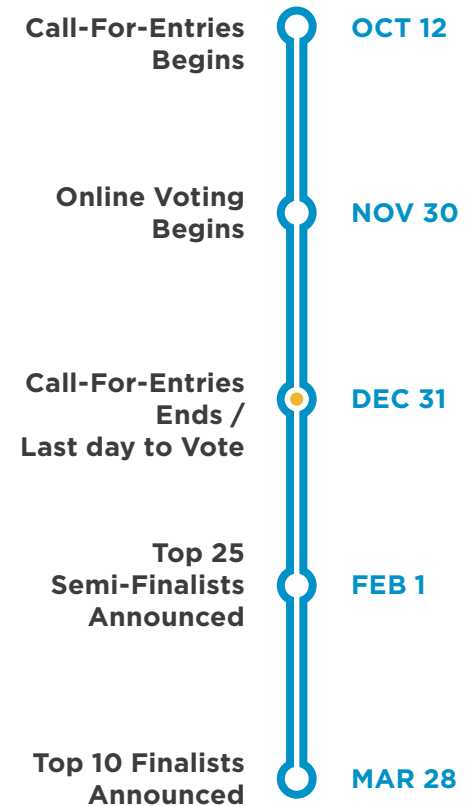 Call-For-Entries
Begins
OCT 12
Online Voting
Begins
NOV 30
Call-For-Entries
Ends /
Last day to Vote
DEC 31
Top 25
Semi-Finalists
Announced
FEB 1
Top 10 Finalists
Announced
MAR 28